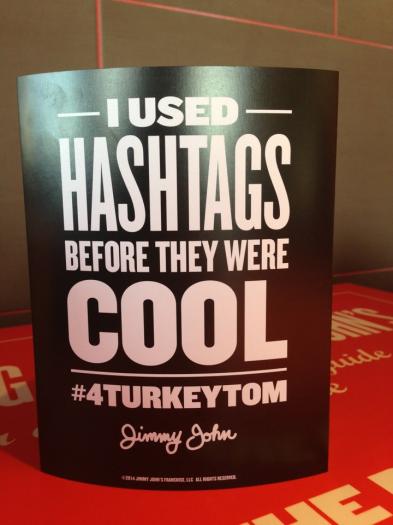 I USED
HASHTAGS
BEFORE THEY WERE
COOL
#4TURKEYTOM
Jimmy John
©2014 JIMMY JOHN'S FRANCHISE, LLC ALL RIGHTS RESERVED.